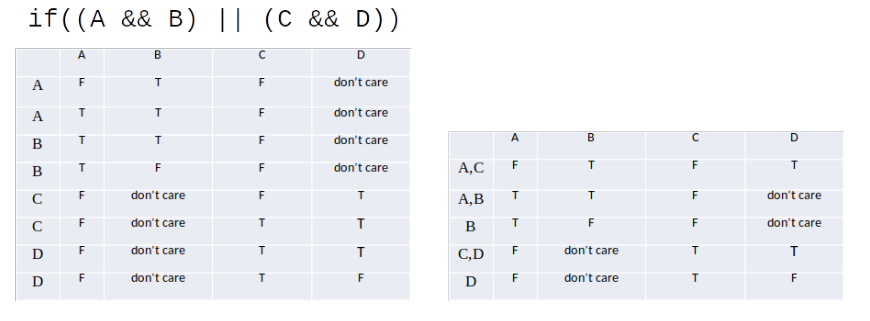 if((A && B) || (C && D))
A B C D
A F T F don't care
A T T F don't care
B T T F don't care
B T F F don't care
C F don't care F T
C F don't care T T
D F don't care T T
D F don't care T F
A B C D
A,C F T F T
A,B T T F don't care
B T F F don't care
C,D F don't care T T
D F don't care T F